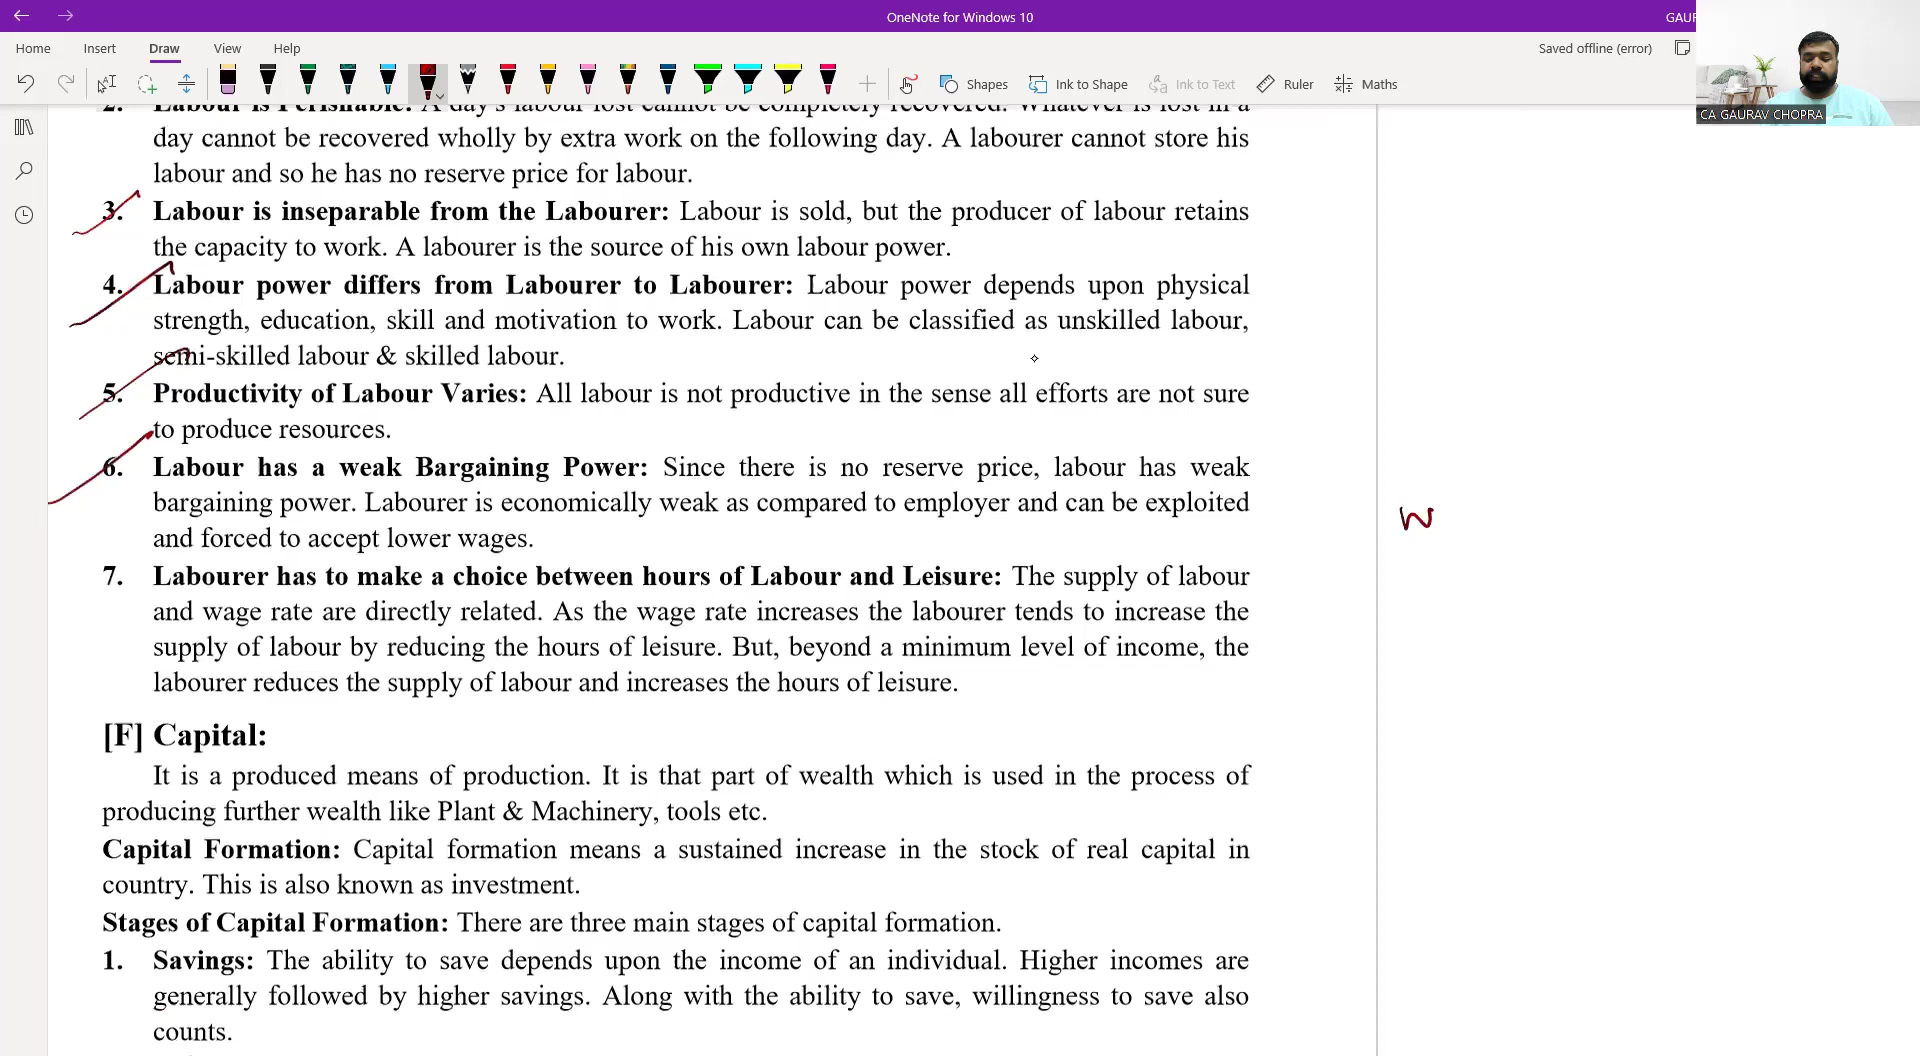 OneNote for Windows 10
GAUR
Home Insert Draw View Help
Saved offline (error)
Shapes Ink to Shape Ink to Text Ruler Maths
CA GAURAV CHOPRA
2. Labour is Perishable: A day's labour lost cannot be completely recovered. Whatever is lost in a
day cannot be recovered wholly by extra work on the following day. A labourer cannot store his
labour and so he has no reserve price for labour.
3. Labour is inseparable from the Labourer: Labour is sold, but the producer of labour retains
the capacity to work. A labourer is the source of his own labour power.
4. Labour power differs from Labourer to Labourer: Labour power depends upon physical
strength, education, skill and motivation to work. Labour can be classified as unskilled labour,
semi-skilled labour & skilled labour.
5. Productivity of Labour Varies: All labour is not productive in the sense all efforts are not sure
to produce resources.
6. Labour has a weak Bargaining Power: Since there is no reserve price, labour has weak
bargaining power. Labourer is economically weak as compared to employer and can be exploited
and forced to accept lower wages.
7. Labourer has to make a choice between hours of Labour and Leisure: The supply of labour
and wage rate are directly related. As the wage rate increases the labourer tends to increase the
supply of labour by reducing the hours of leisure. But, beyond a minimum level of income, the
labourer reduces the supply of labour and increases the hours of leisure.
[F] Capital:
It is a produced means of production. It is that part of wealth which is used in the process of
producing further wealth like Plant & Machinery, tools etc.
Capital Formation: Capital formation means a sustained increase in the stock of real capital in
country. This is also known as investment.
Stages of Capital Formation: There are three main stages of capital formation.
1. Savings: The ability to save depends upon the income of an individual. Higher incomes are
generally followed by higher savings. Along with the ability to save, willingness to save also
counts.